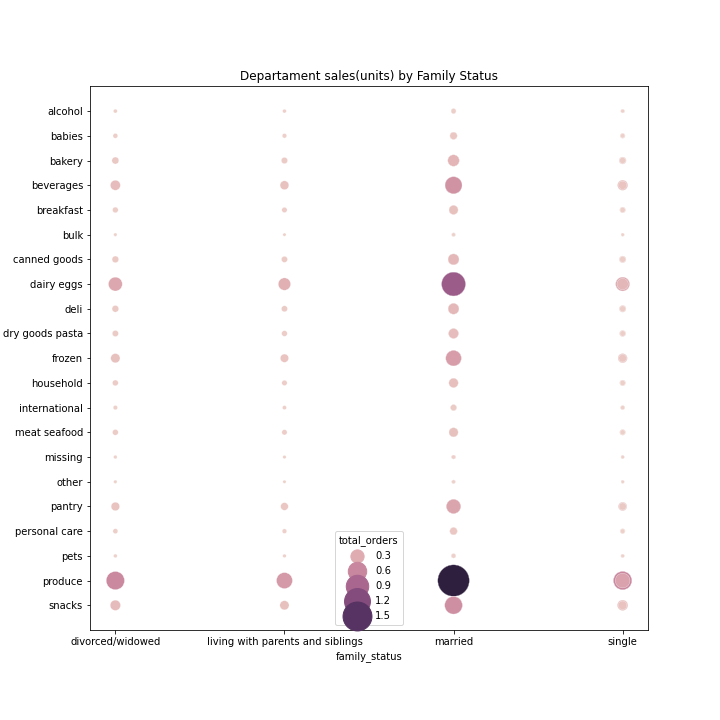 Departament sales(units) by Family Status
alcohol
babies
bakery
beverages
breakfast
bulk
canned goods
dairy eggs
deli
dry goods pasta
frozen
household
international
meat seafood
missing
other
pantry
personal care
pets
produce
snacks
total_orders
0.3
0.6
0.9
1.2
1.5
divorced/widowed
living with parents and siblings
married
single
family_status